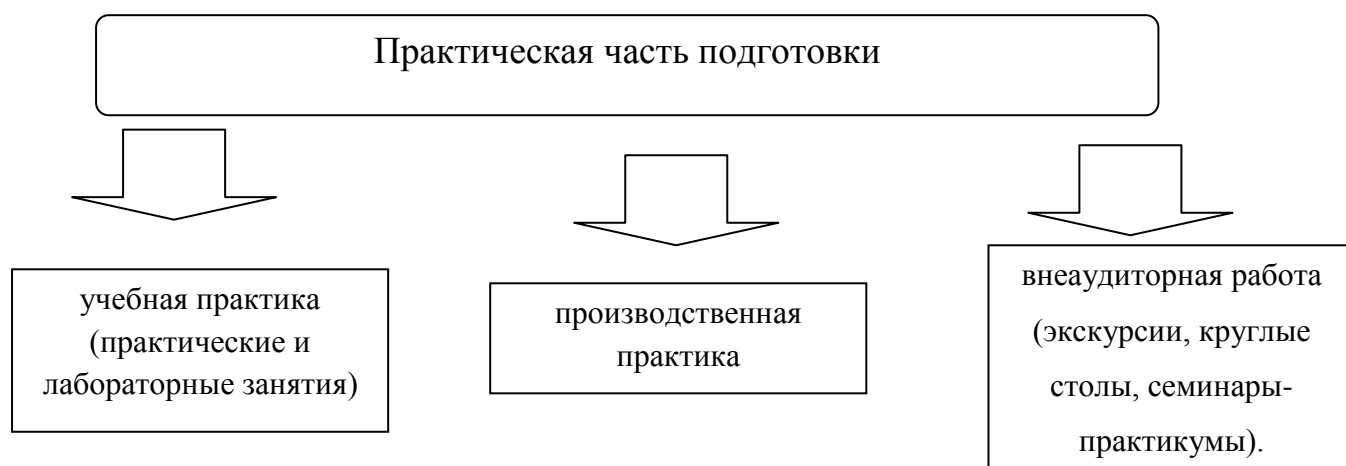 Практическая часть подготовки
учебная практика
(практические и
лабораторные занятия)
производственная
практика
внеаудиторная работа
(экскурсии, круглые
столы, семинары-
практикумы).